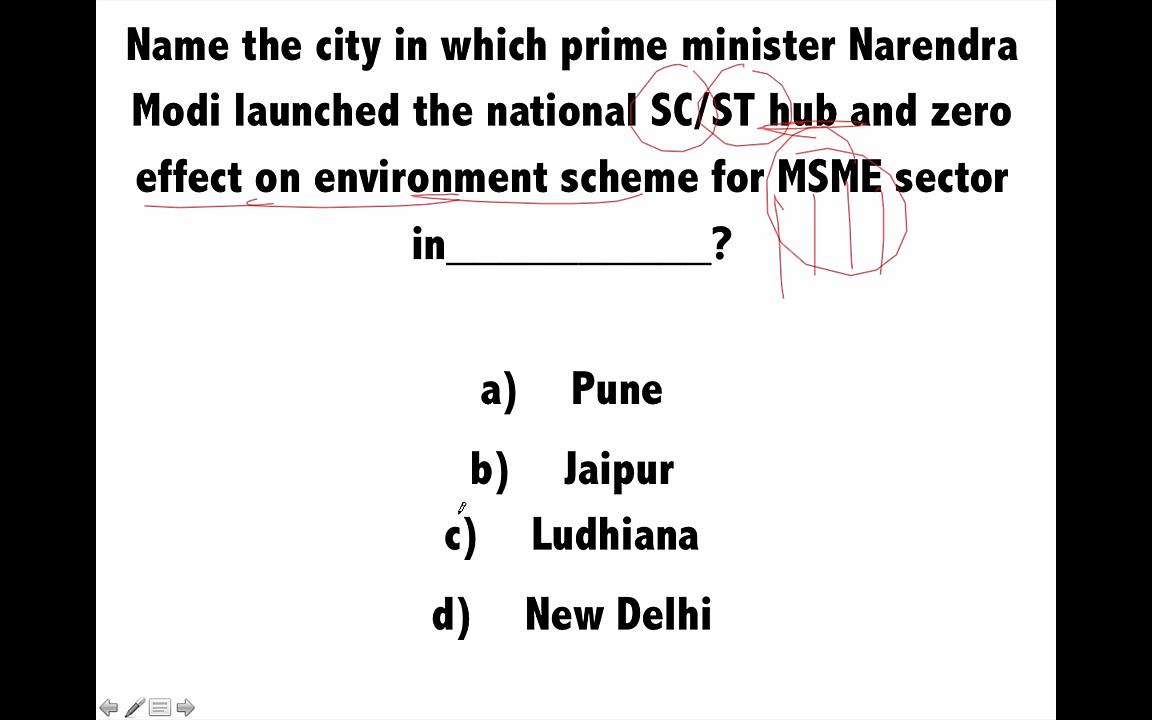 Name the city in which prime minister Narendra
Modi launched the national SC/ST hub and zero
effect on environment scheme for MSME sector
in_____________?
a) Pune
b) Jaipur
c) Ludhiana
d) New Delhi